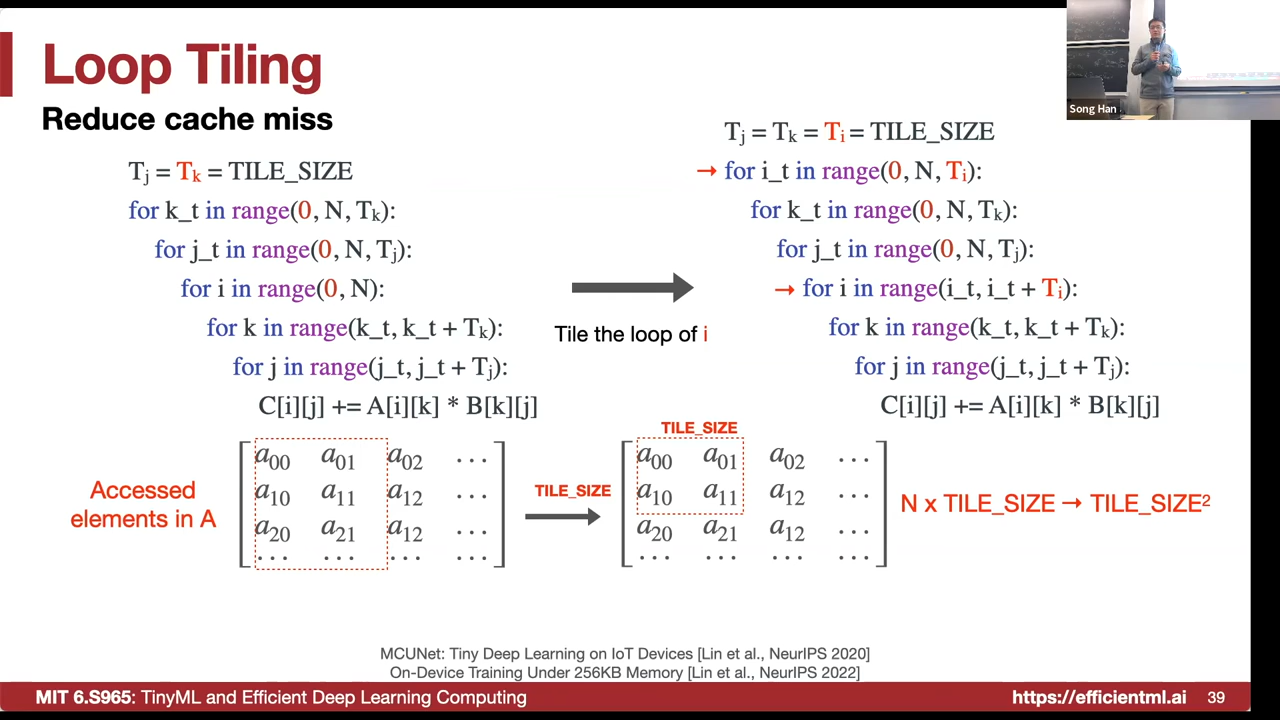 Loop Tiling
Reduce cache miss
Song Han
Tj = Tk = TILE_SIZE
for k_t in range(0, N, Tk):
for j_t in range(0, N, Tj):
for i in range(0, N):
for k in range(k_t, k_t + Tk):
for j in range(j_t, j_t + Tj):
C[i][j] += A[i][k] * B[k][j]
Tile the loop of i
Tj = Tk = Ti = TILE_SIZE
→ for i_t in range(0, N, Ti):
for k_t in range(0, N, Tk):
for j_t in range(0, N, Tj):
→ for i in range(i_t, i_t + Ti):
for k in range(k_t, k_t + Tk):
for j in range(j_t, j_t + Tj):
C[i][j] += A[i][k] * B[k][j]
Accessed
elements in A
a00 a01 a02 ...
a10 a11 a12 ...
a20 a21 a12 ...
... ... ... ...
TILE_SIZE
TILE_SIZE
a00 a01 a02 ...
a10 a11 a12 ...
a20 a21 a12 ...
... ... ... ...
N x TILE_SIZE → TILE_SIZE²
MCUNet: Tiny Deep Learning on IoT Devices [Lin et al., NeurIPS 2020]
On-Device Training Under 256KB Memory [Lin et al., NeurIPS 2022]
MIT 6.S965: TinyML and Efficient Deep Learning Computing
https://efficientml.ai
39